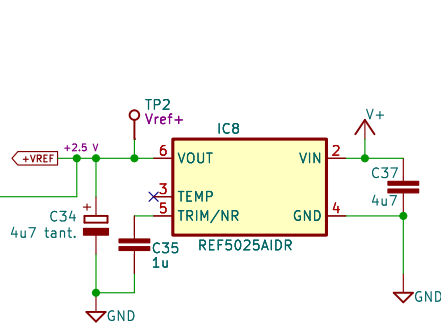 TP2
Vref+
IC8
V+
+2.5 V
+VREF
6 VOUT
VIN 2
3 TEMP
5 TRIM/NR
GND 4
C37
4u7
C34
4u7 tant.
+
C35
1u
REF5025AIDR
GND
GND